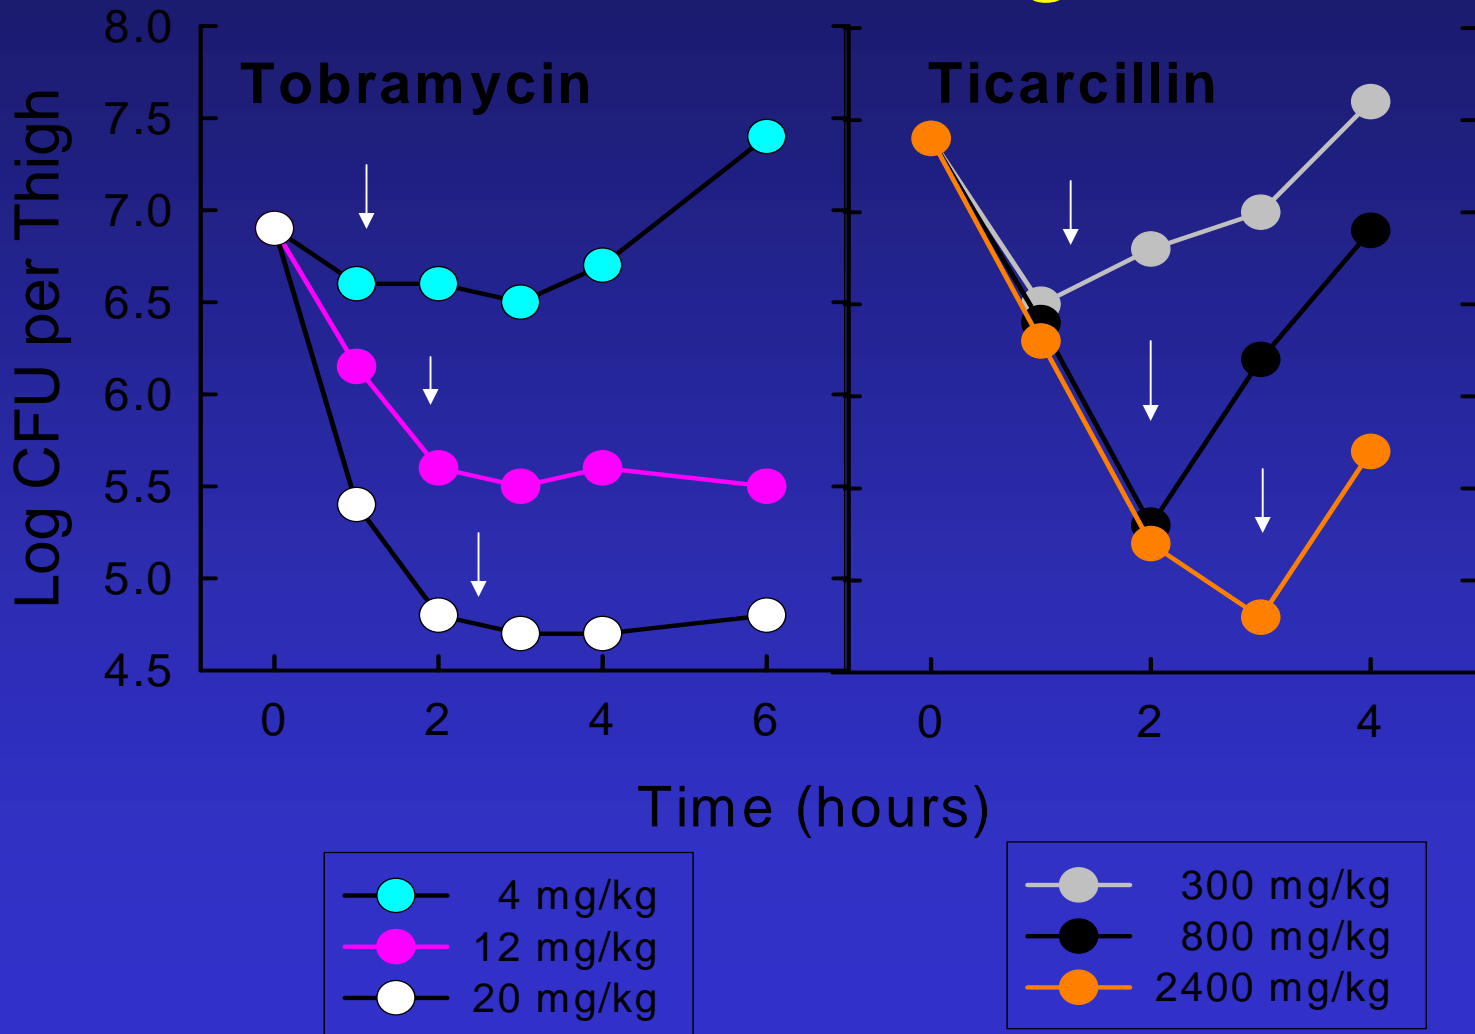 Tobramycin
Ticarcillin
Log CFU per Thigh
8.0
7.5
7.0
6.5
6.0
5.5
5.0
4.5
0 2 4 6
0 2 4
Time (hours)
4 mg/kg
12 mg/kg
20 mg/kg
300 mg/kg
800 mg/kg
2400 mg/kg